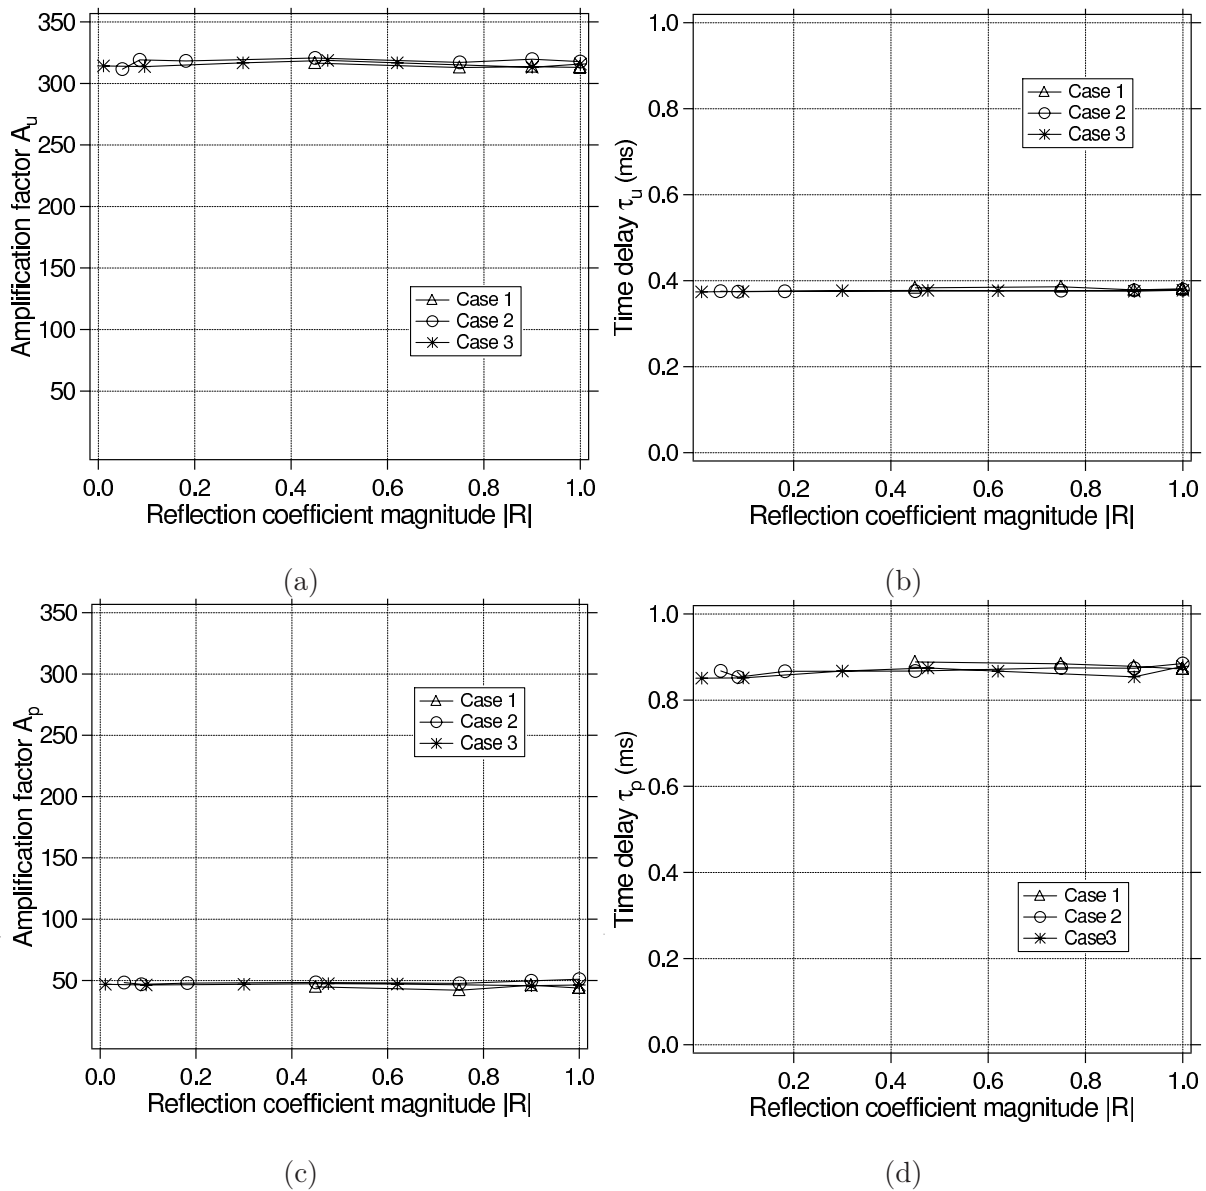 Amplification factor A_u
350
300
250
200
150
100
50
0.0 0.2 0.4 0.6 0.8 1.0
Reflection coefficient magnitude |R|
Case 1
Case 2
Case 3
(a)
Time delay τ_u (ms)
1.0
0.8
0.6
0.4
0.2
0.0
0.2 0.4 0.6 0.8 1.0
Reflection coefficient magnitude |R|
Case 1
Case 2
Case 3
(b)
Amplification factor A_p
350
300
250
200
150
100
50
0.0 0.2 0.4 0.6 0.8 1.0
Reflection coefficient magnitude |R|
Case 1
Case 2
Case 3
(c)
Time delay τ_p (ms)
1.0
0.8
0.6
0.4
0.2
0.0
0.2 0.4 0.6 0.8 1.0
Reflection coefficient magnitude |R|
Case 1
Case 2
Case3
(d)